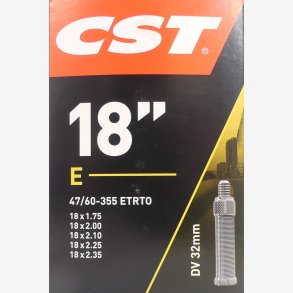 CST®
18”
E
47/60-355 ETRTO
18 x 1.75
18 x 2.00
18 x 2.10
18 x 2.25
18 x 2.35
DV 32mm